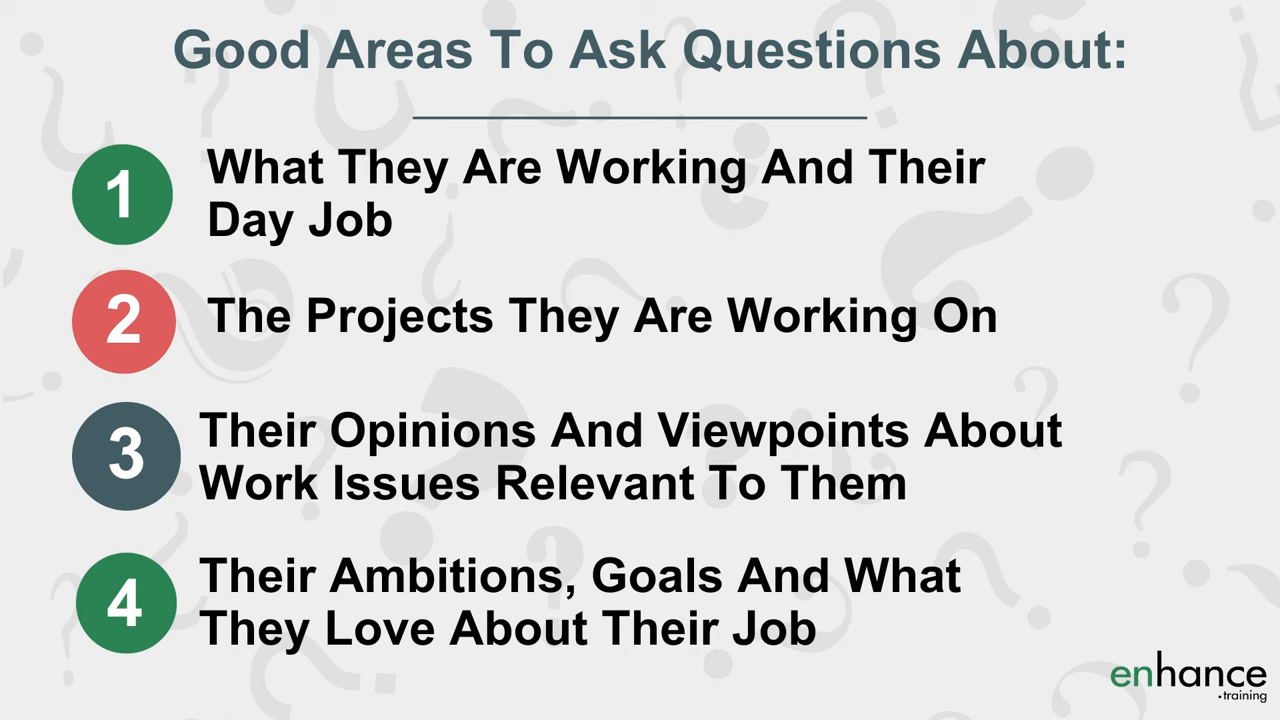 Good Areas To Ask Questions About:
1
What They Are Working And Their
Day Job
2
The Projects They Are Working On
3
Their Opinions And Viewpoints About
Work Issues Relevant To Them
4
Their Ambitions, Goals And What
They Love About Their Job
enhance
•training